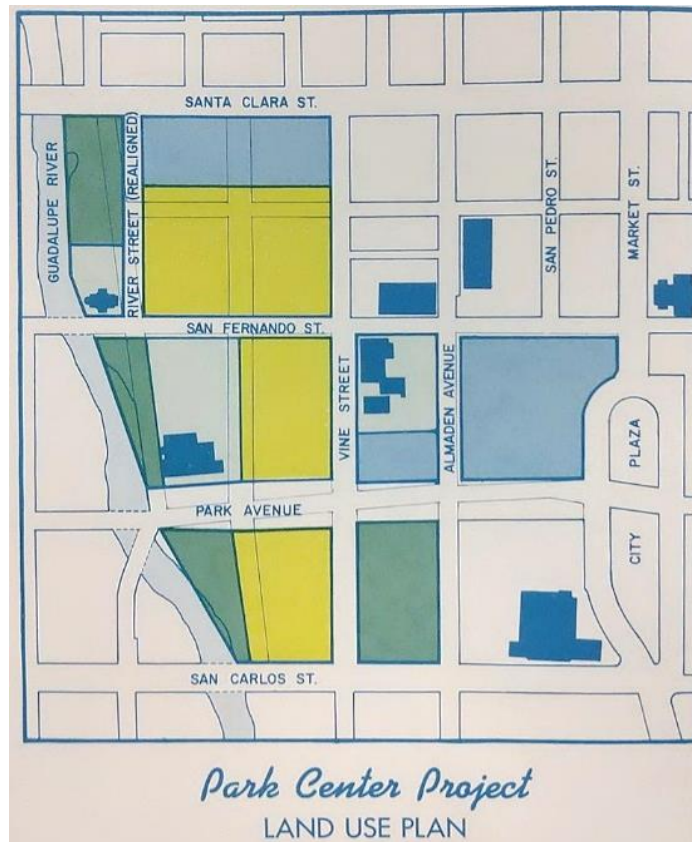 SANTA CLARA ST.
GUADALUPE RIVER
RIVER STREET (REALIGNED)
SAN PEDRO ST.
MARKET ST.
SAN FERNANDO ST.
VINE STREET
ALMADEN AVENUE
PLAZA
PARK AVENUE
CITY
SAN CARLOS ST.
Park Center Project
LAND USE PLAN